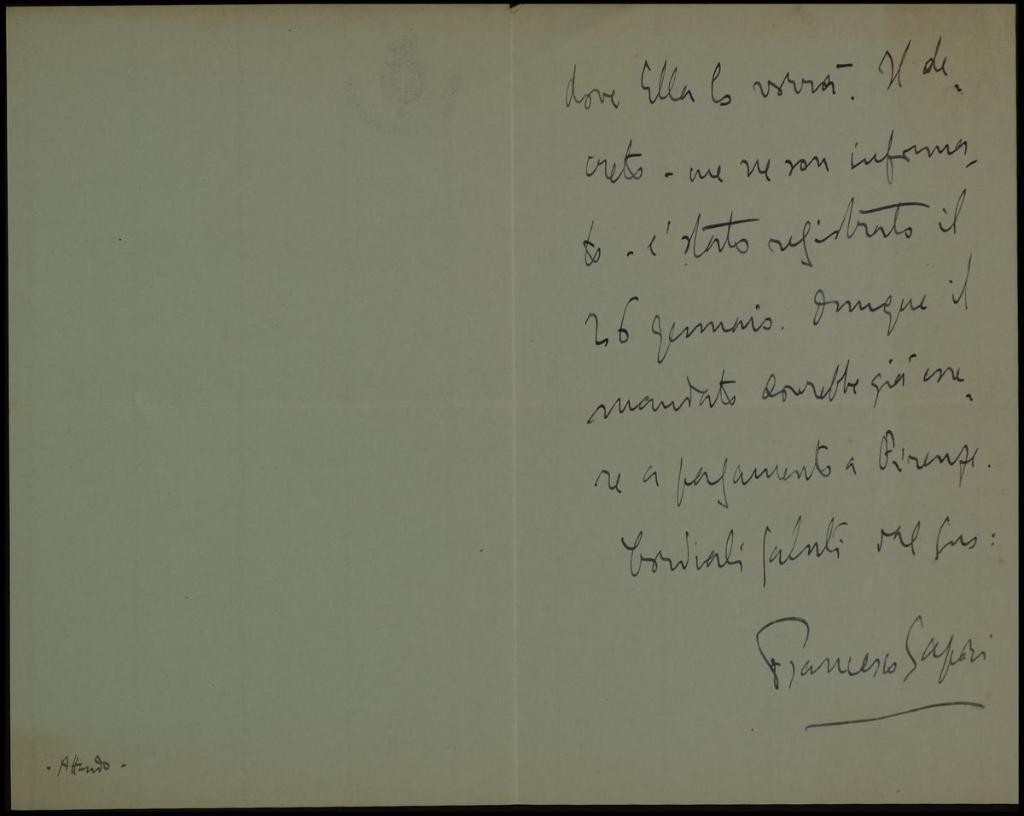 dove Ella lo vorrà. Il de-
creto - me ne son informa-
to - è stato registrato il
26 gennaio. Dunque il
mandato dovrebbe già esse-
re a pagamento a Firenze.
Cordiali saluti dal suo:
Francesco Sapori
- Attendo -